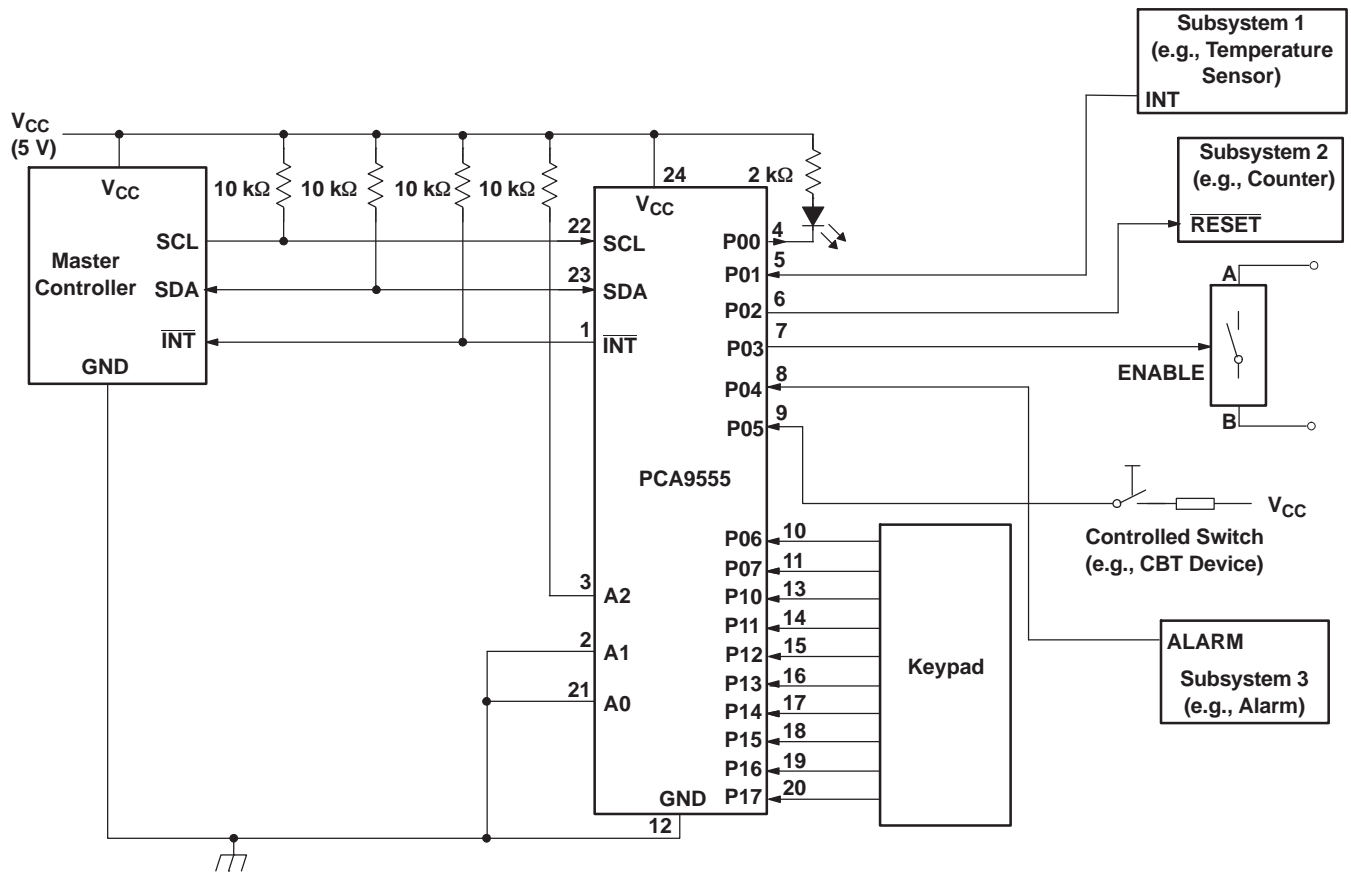 Subsystem 1
(e.g., Temperature
Sensor)
INT
VCC
(5 V)
VCC
Master
Controller
SCL
SDA
INT
GND
10 kΩ
10 kΩ
10 kΩ
10 kΩ
2 kΩ
24
VCC
22
SCL
23
SDA
1
INT
PCA9555
3
A2
2
A1
21
A0
GND
12
P00
4
P01
5
P02
6
P03
7
P04
8
P05
9
P06
10
P07
11
P10
13
P11
14
P12
15
P13
16
P14
17
P15
18
P16
19
P17
20
Subsystem 2
(e.g., Counter)
RESET
A
ENABLE
B
VCC
Controlled Switch
(e.g., CBT Device)
Keypad
ALARM
Subsystem 3
(e.g., Alarm)